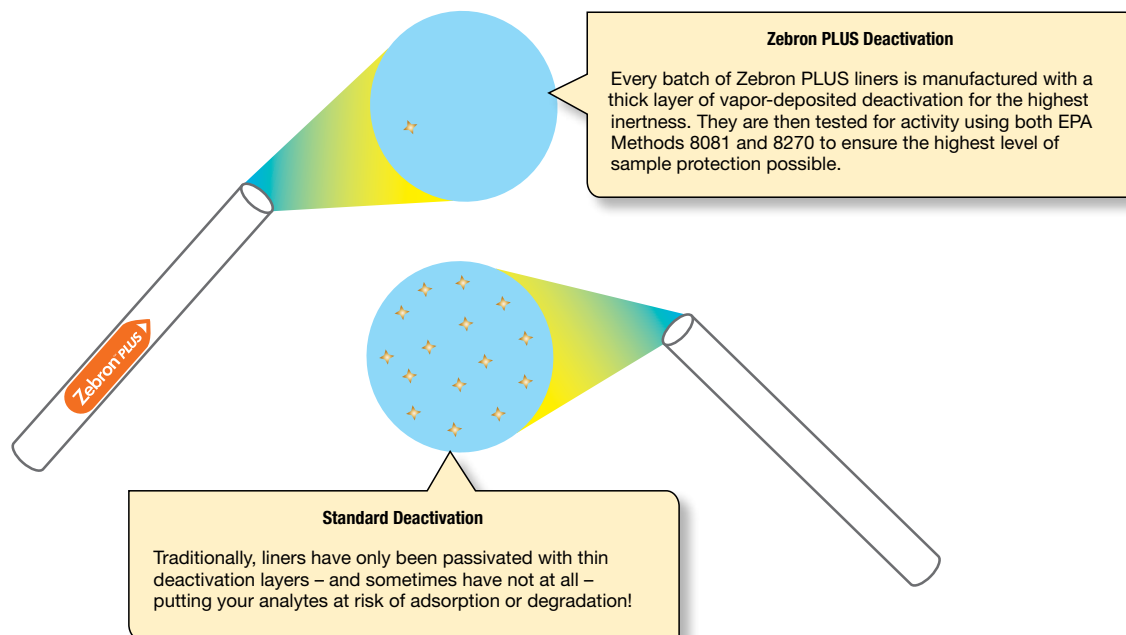 Zebron PLUS Deactivation
Every batch of Zebron PLUS liners is manufactured with a
thick layer of vapor-deposited deactivation for the highest
inertness. They are then tested for activity using both EPA
Methods 8081 and 8270 to ensure the highest level of
sample protection possible.
Zebron PLUS
Standard Deactivation
Traditionally, liners have only been passivated with thin
deactivation layers – and sometimes have not at all –
putting your analytes at risk of adsorption or degradation!